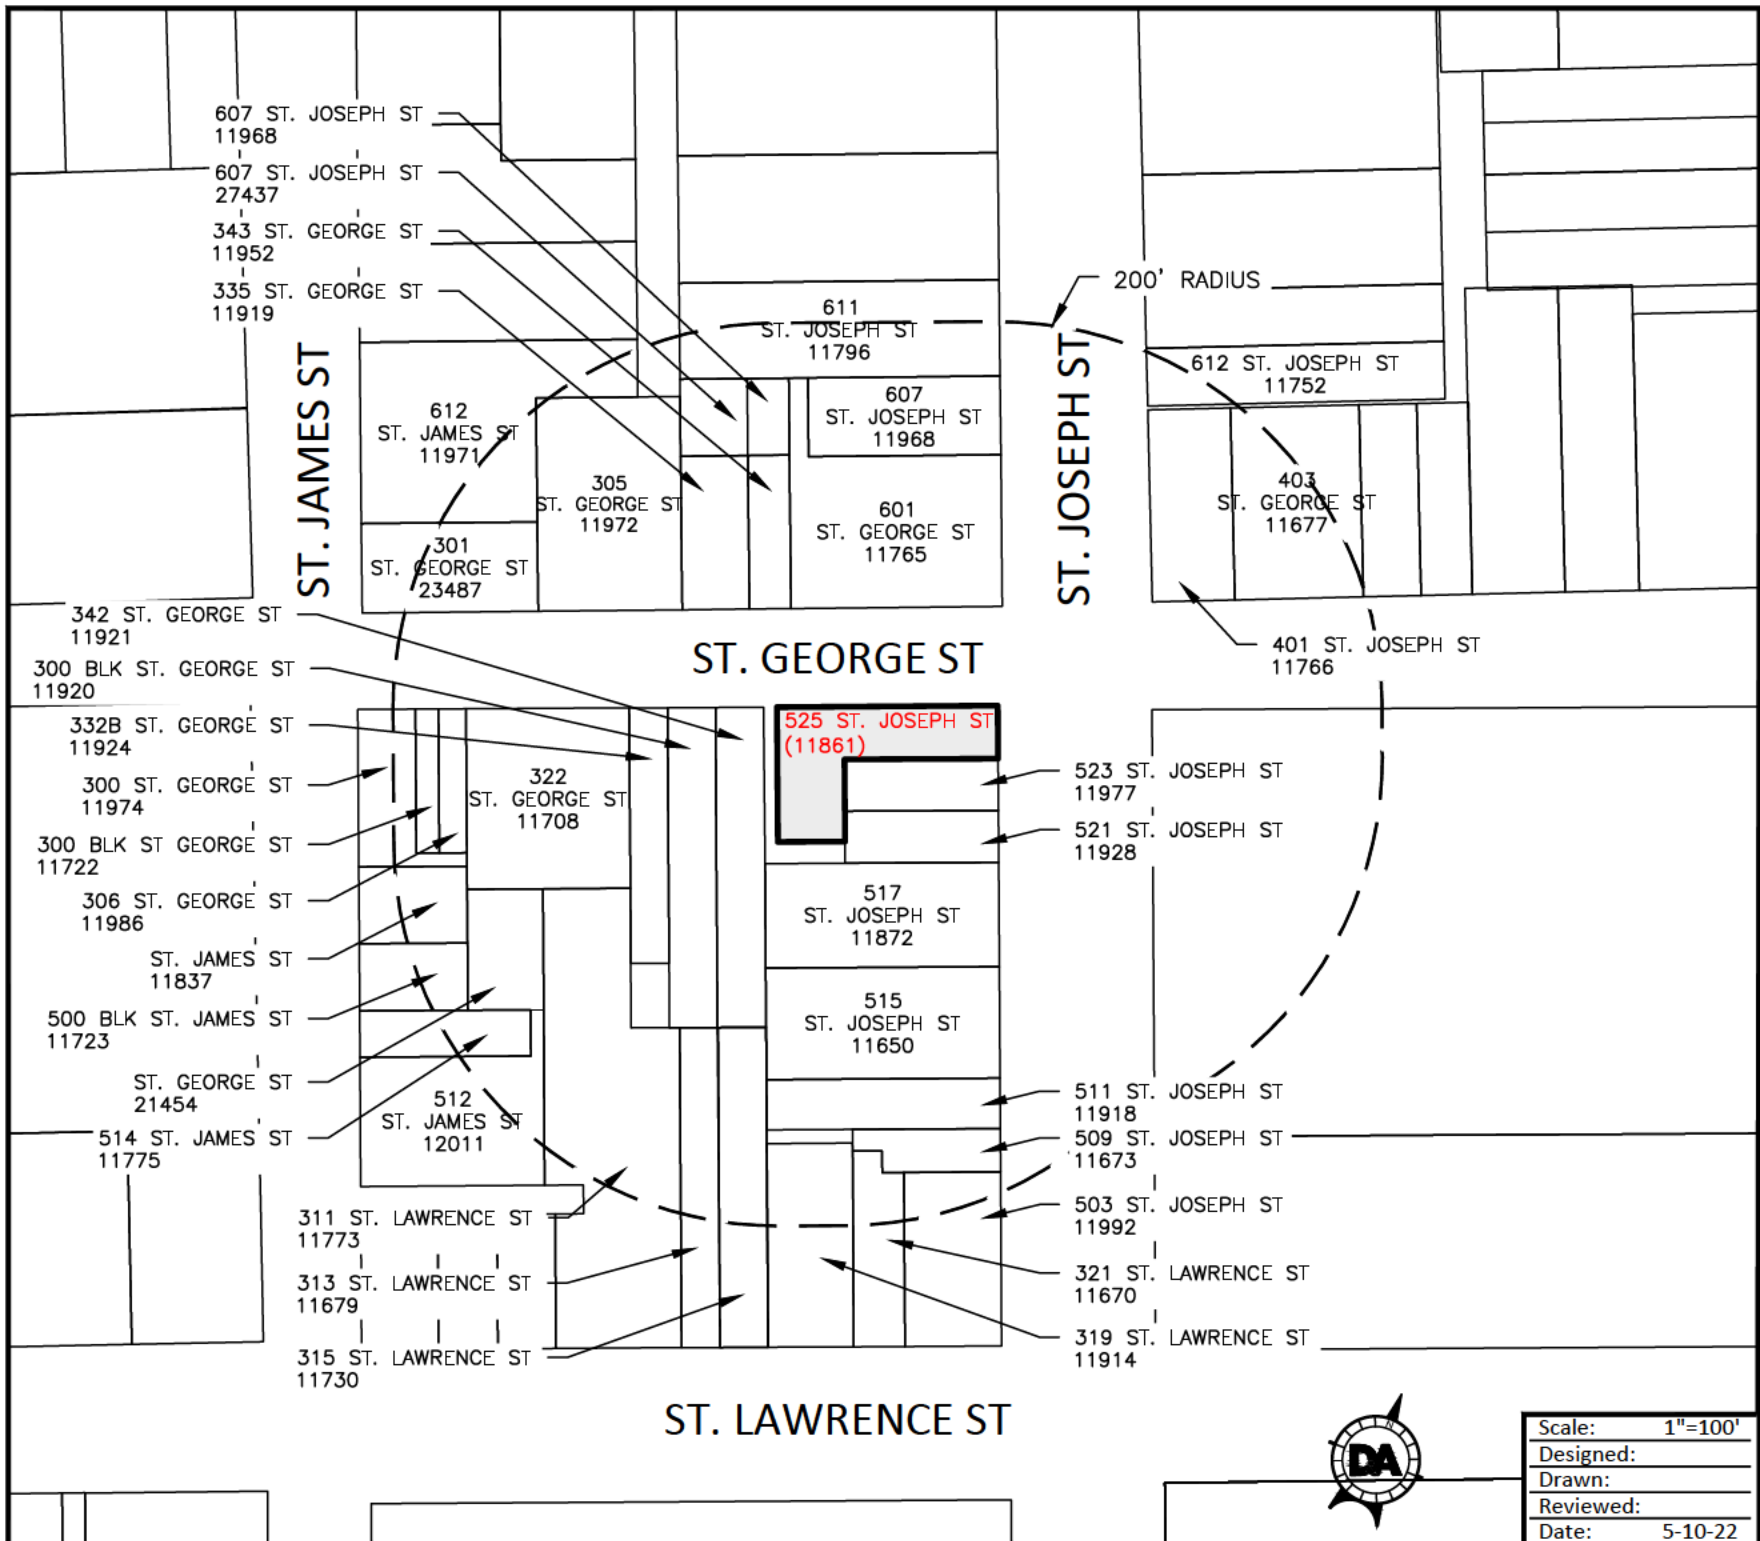 607 ST. JOSEPH ST
11968
607 ST. JOSEPH ST
27437
343 ST. GEORGE ST
11952
335 ST. GEORGE ST
11919
200' RADIUS
611
ST. JOSEPH ST
11796
612 ST. JOSEPH ST
11752
ST. JAMES ST
612
ST. JAMES ST
11971
607
ST. JOSEPH ST
11968
ST. JOSEPH ST
305
ST. GEORGE ST
11972
403
ST. GEORGE ST
11677
601
ST. GEORGE ST
11765
301
ST. GEORGE ST
23487
342 ST. GEORGE ST
11921
300 BLK ST. GEORGE ST
11920
ST. GEORGE ST
401 ST. JOSEPH ST
11766
332B ST. GEORGE ST
11924
525 ST. JOSEPH ST
(11861)
300 ST. GEORGE ST
11974
322
ST. GEORGE ST
11708
523 ST. JOSEPH ST
11977
300 BLK ST GEORGE ST
11722
521 ST. JOSEPH ST
11928
306 ST. GEORGE ST
11986
517
ST. JOSEPH ST
11872
ST. JAMES ST
11837
500 BLK ST. JAMES ST
11723
515
ST. JOSEPH ST
11650
ST. GEORGE ST
21454
514 ST. JAMES ST
11775
512
ST. JAMES ST
12011
511 ST. JOSEPH ST
11918
509 ST. JOSEPH ST
11673
311 ST. LAWRENCE ST
11773
503 ST. JOSEPH ST
11992
313 ST. LAWRENCE ST
11679
321 ST. LAWRENCE ST
11670
315 ST. LAWRENCE ST
11730
319 ST. LAWRENCE ST
11914
ST. LAWRENCE ST
N
DA
Scale: 1"=100'
Designed:
Drawn:
Reviewed:
Date: 5-10-22